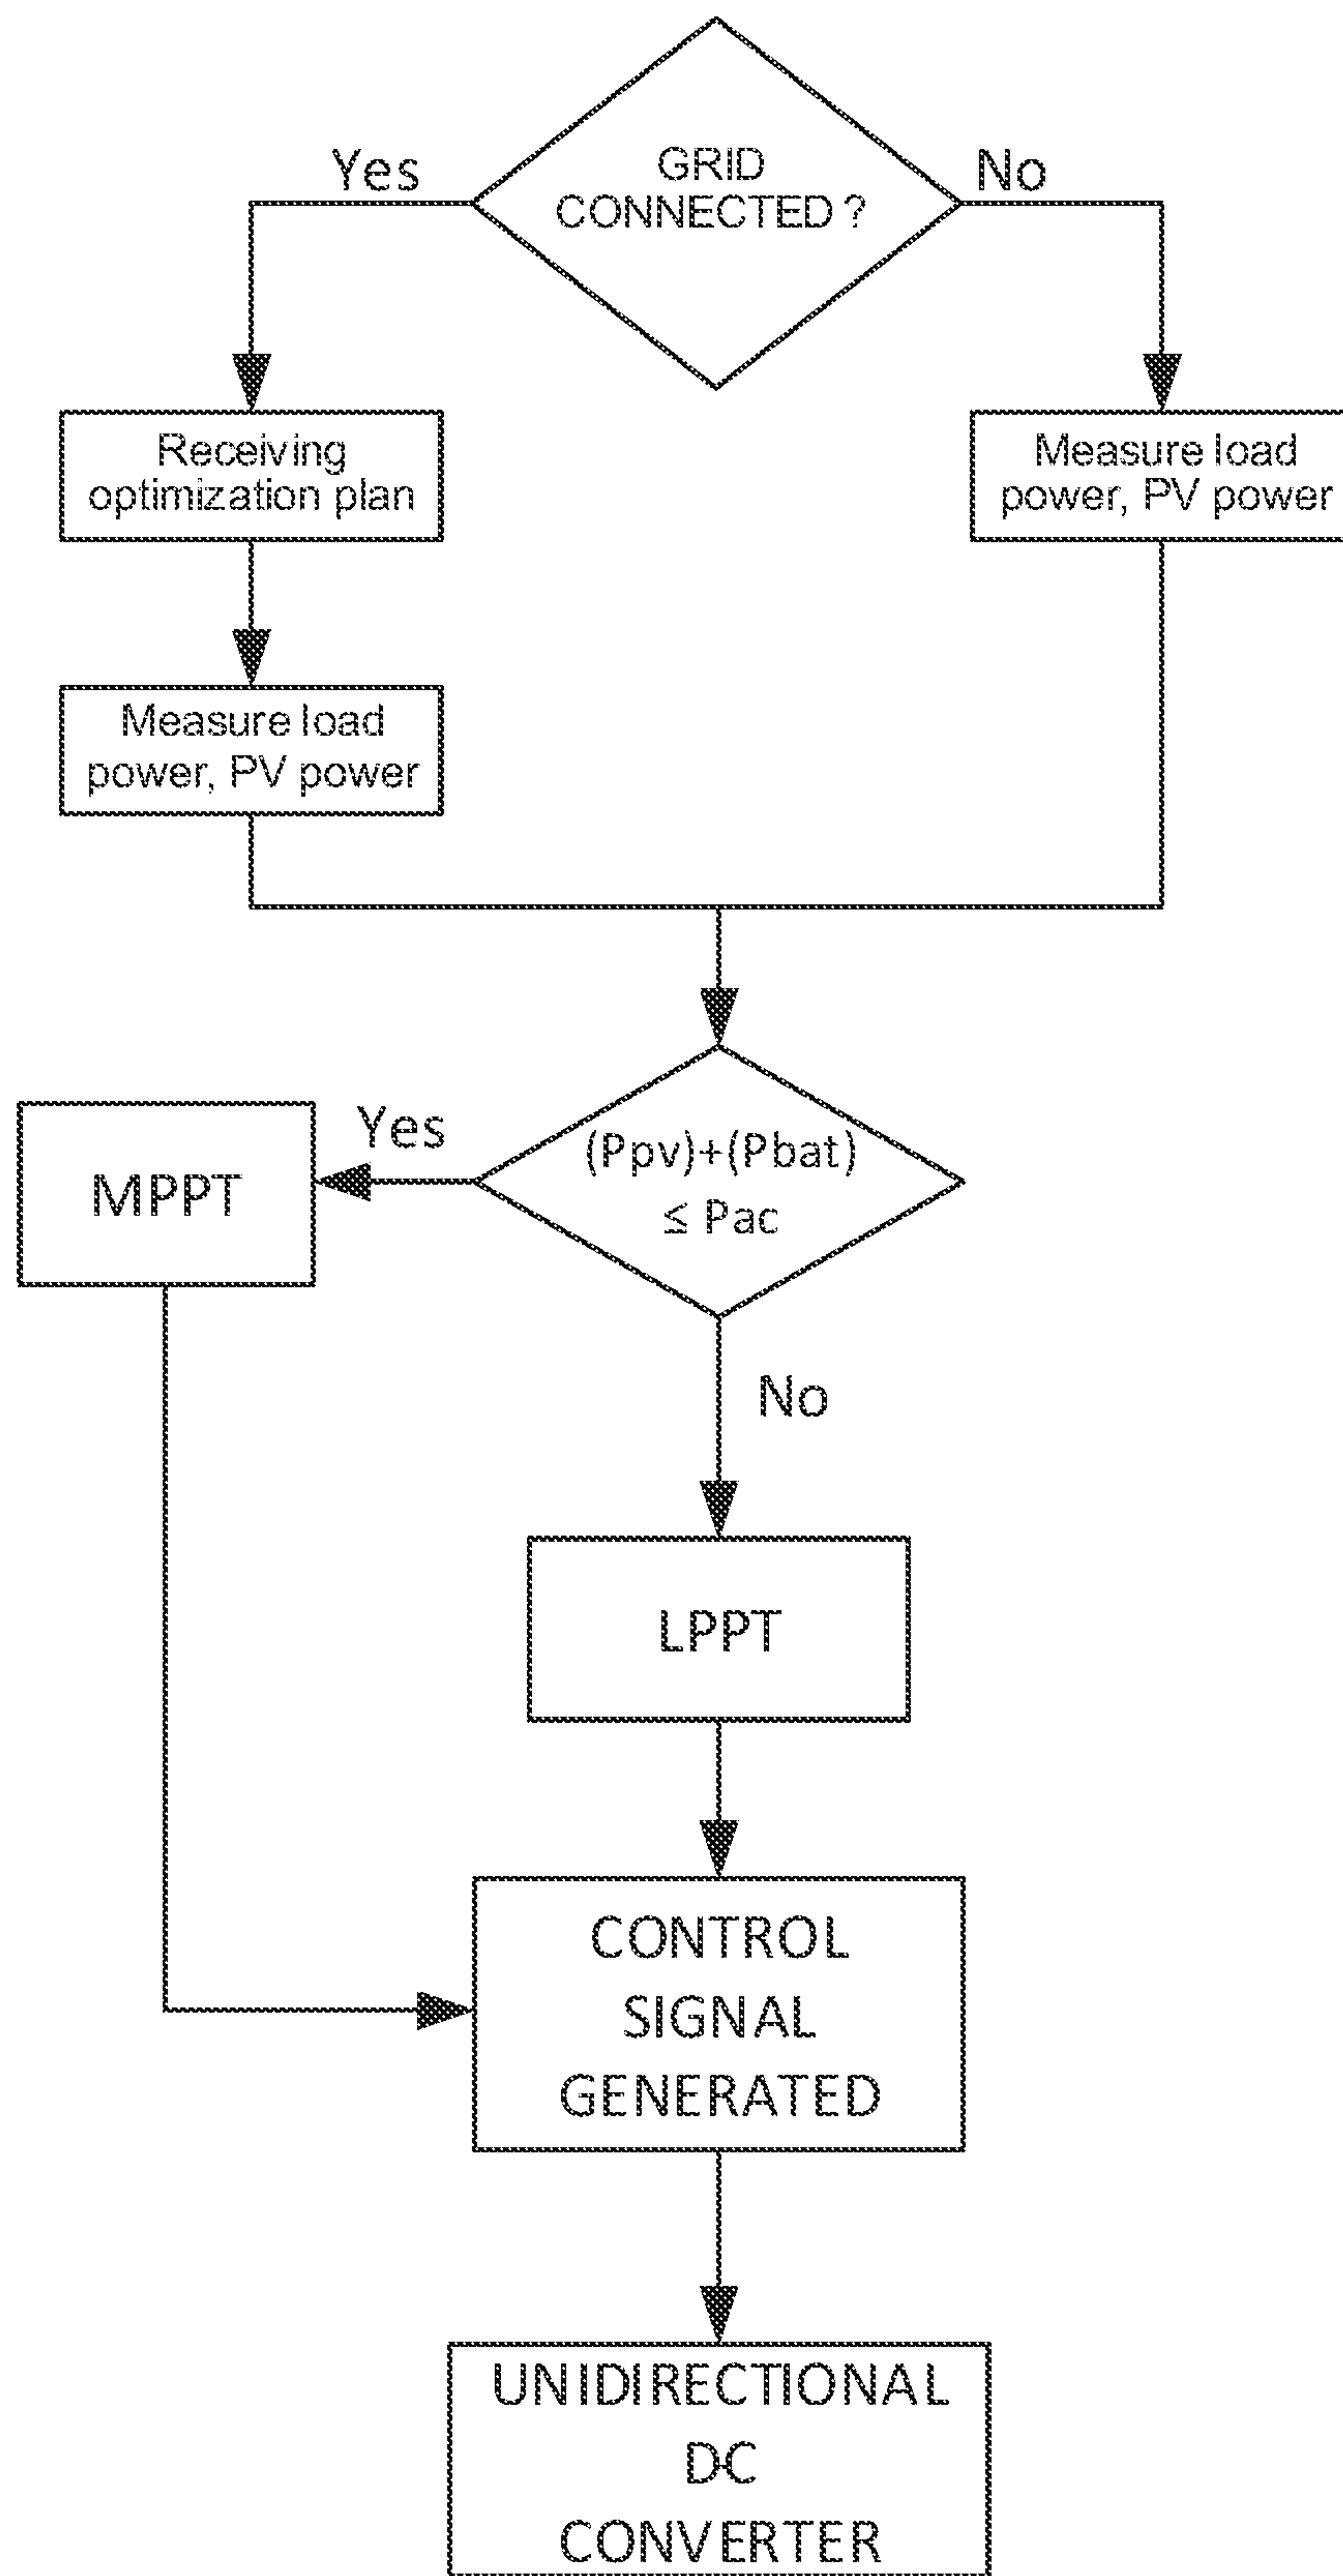 GRID
CONNECTED ?
Yes
No
Receiving
optimization plan
Measure load
power, PV power
Measure load
power, PV power
(Ppv)+(Pbat)
≤ Pac
Yes
MPPT
No
LPPT
CONTROL
SIGNAL
GENERATED
UNIDIRECTIONAL
DC
CONVERTER